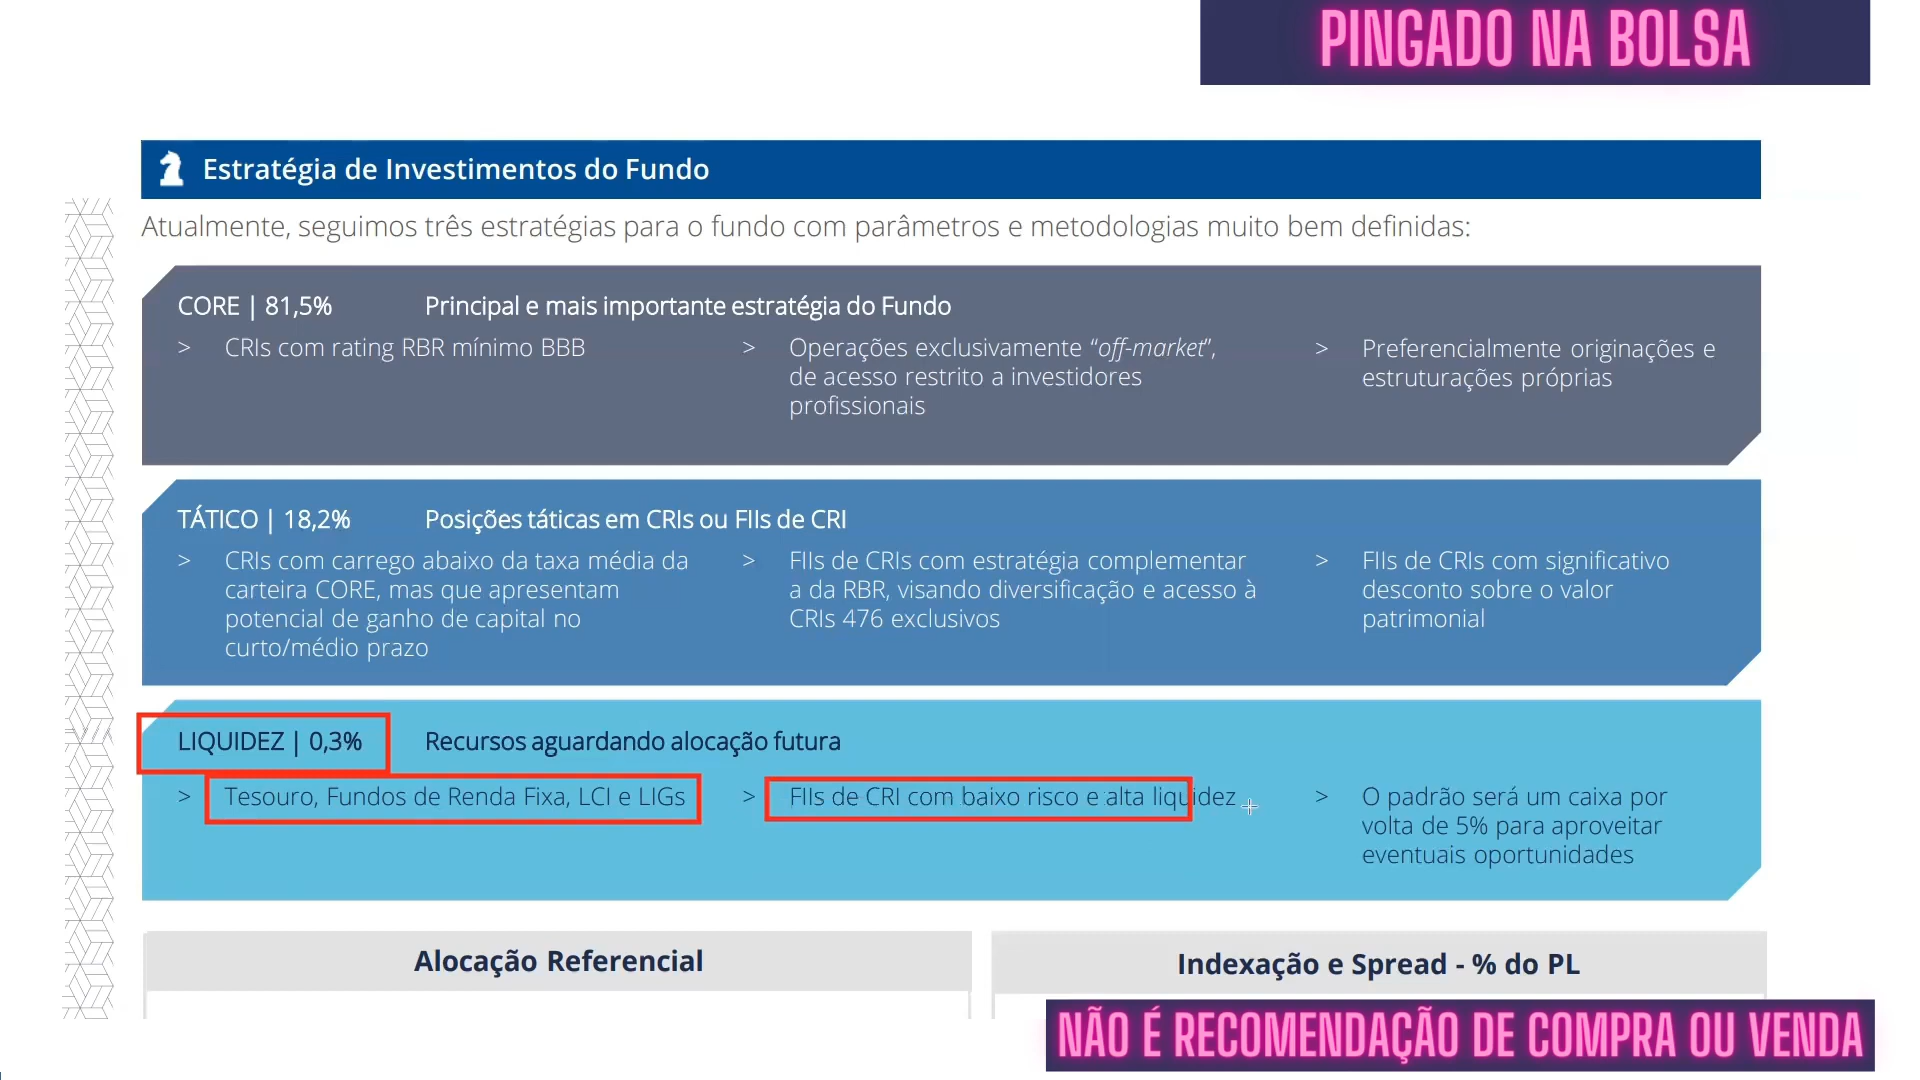 PINGADO NA BOLSA
Estratégia de Investimentos do Fundo
Atualmente, seguimos três estratégias para o fundo com parâmetros e metodologias muito bem definidas:
CORE | 81,5% Principal e mais importante estratégia do Fundo
> CRIs com rating RBR mínimo BBB
> Operações exclusivamente “off-market”,
de acesso restrito a investidores
profissionais
> Preferencialmente originações e
estruturações próprias
TÁTICO | 18,2% Posições táticas em CRIs ou FIIs de CRI
> CRIs com carrego abaixo da taxa média da
carteira CORE, mas que apresentam
potencial de ganho de capital no
curto/médio prazo
> FIIs de CRIs com estratégia complementar
a da RBR, visando diversificação e acesso à
CRIs 476 exclusivos
> FIIs de CRIs com significativo
desconto sobre o valor
patrimonial
LIQUIDEZ | 0,3% Recursos aguardando alocação futura
> Tesouro, Fundos de Renda Fixa, LCI e LIGs
> FIIs de CRI com baixo risco e alta liquidez
> O padrão será um caixa por
volta de 5% para aproveitar
eventuais oportunidades
Alocação Referencial
Indexação e Spread - % do PL
NÃO É RECOMENDAÇÃO DE COMPRA OU VENDA